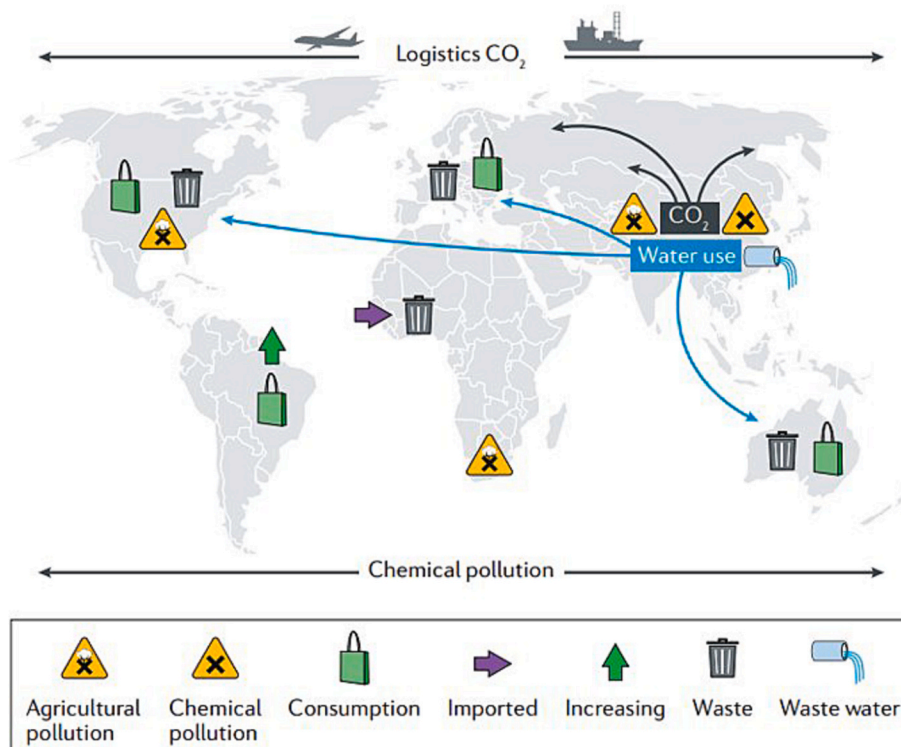 Logistics CO₂
CO₂
Water use
Chemical pollution
Agricultural pollution
Chemical pollution
Consumption
Imported
Increasing
Waste
Waste water